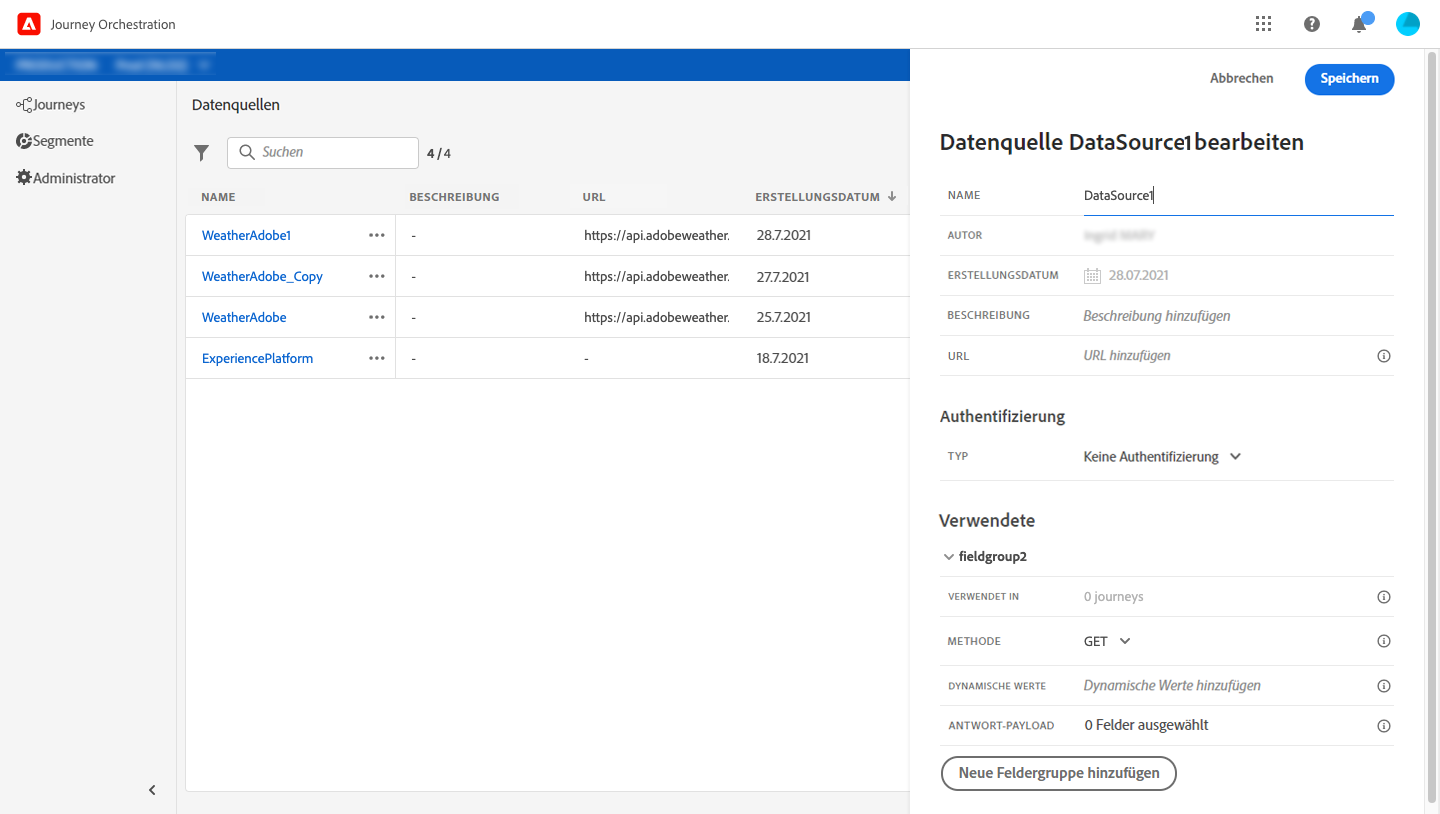 Journey Orchestration
Journeys
Segmente
Administrator
Datenquellen
Suchen
4 / 4
NAME BESCHREIBUNG URL ERSTELLUNGSDATUM
WeatherAdobe1 - https://api.adobeweather. 28.7.2021
WeatherAdobe_Copy - https://api.adobeweather. 27.7.2021
WeatherAdobe - https://api.adobeweather. 25.7.2021
ExperiencePlatform - - 18.7.2021
Abbrechen Speichern
Datenquelle DataSource1 bearbeiten
NAME DataSource1
AUTOR
ERSTELLUNGSDATUM 28.07.2021
BESCHREIBUNG Beschreibung hinzufügen
URL URL hinzufügen
Authentifizierung
TYP Keine Authentifizierung
Verwendete
fieldgroup2
VERWENDET IN 0 journeys
METHODE GET
DYNAMISCHE WERTE Dynamische Werte hinzufügen
ANTWORT-PAYLOAD 0 Felder ausgewählt
Neue Feldergruppe hinzufügen